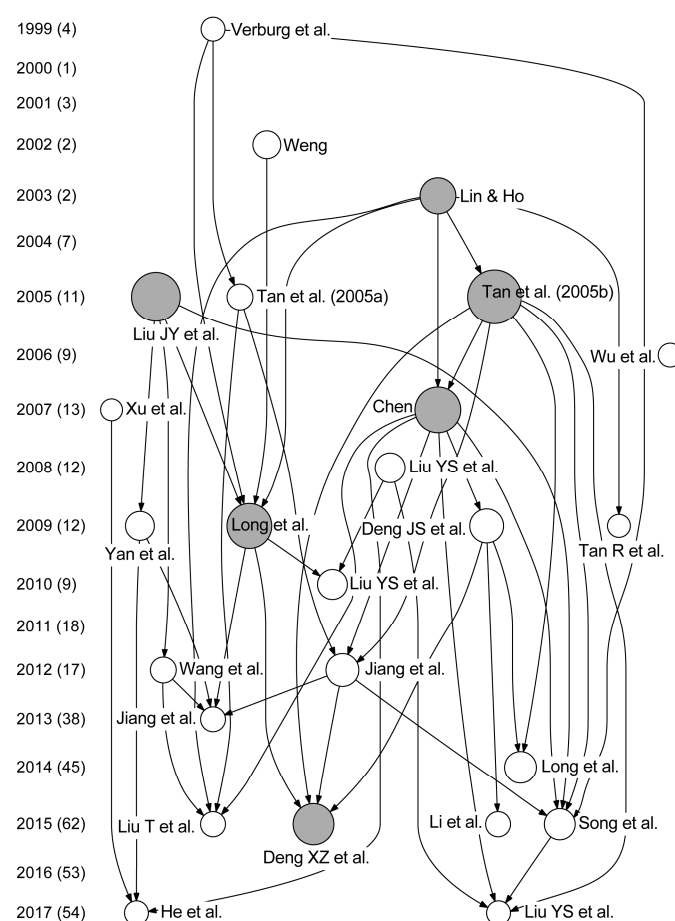 1999 (4)
Verburg et al.
2000 (1)
2001 (3)
2002 (2)
Weng
2003 (2)
Lin & Ho
2004 (7)
2005 (11)
Tan et al. (2005a)
Tan et al. (2005b)
Liu JY et al.
2006 (9)
Wu et al.
2007 (13)
Xu et al.
Chen
2008 (12)
Liu YS et al.
2009 (12)
Long et al.
Deng JS et al.
Yan et al.
Tan R et al.
2010 (9)
Liu YS et al.
2011 (18)
2012 (17)
Wang et al.
Jiang et al.
2013 (38)
Jiang et al.
2014 (45)
Long et al.
2015 (62)
Liu T et al.
Li et al.
Song et al.
Deng XZ et al.
2016 (53)
2017 (54)
He et al.
Liu YS et al.